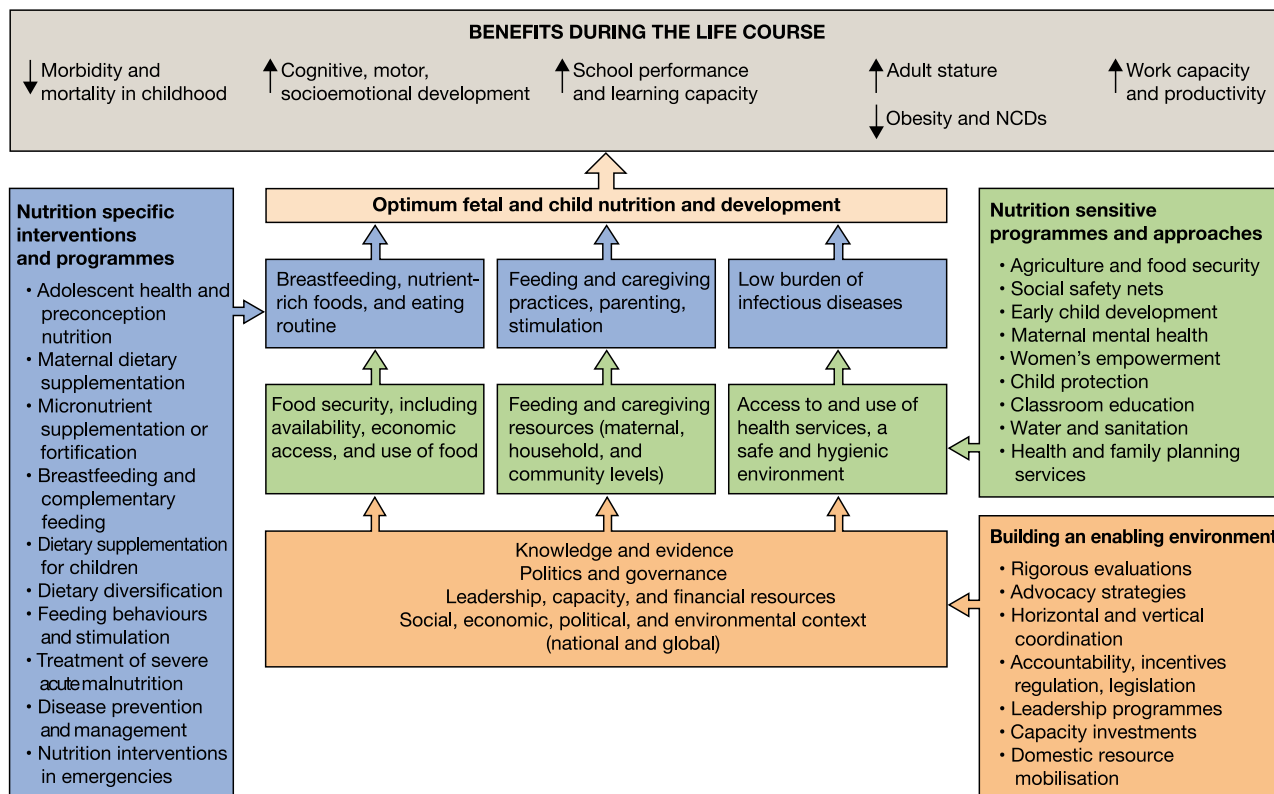 BENEFITS DURING THE LIFE COURSE
Morbidity and
mortality in childhood
Cognitive, motor,
socioemotional development
School performance
and learning capacity
Adult stature
Obesity and NCDs
Work capacity
and productivity
Optimum fetal and child nutrition and development
Nutrition specific
interventions
and programmes
• Adolescent health and
preconception
nutrition
• Maternal dietary
supplementation
• Micronutrient
supplementation or
fortification
• Breastfeeding and
complementary
feeding
• Dietary supplementation
for children
• Dietary diversification
• Feeding behaviours
and stimulation
• Treatment of severe
acute malnutrition
• Disease prevention
and management
• Nutrition interventions
in emergencies
Breastfeeding, nutrient-
rich foods, and eating
routine
Feeding and caregiving
practices, parenting,
stimulation
Low burden of
infectious diseases
Food security, including
availability, economic
access, and use of food
Feeding and caregiving
resources (maternal,
household, and
community levels)
Access to and use of
health services, a
safe and hygienic
environment
Knowledge and evidence
Politics and governance
Leadership, capacity, and financial resources
Social, economic, political, and environmental context
(national and global)
Nutrition sensitive
programmes and approaches
• Agriculture and food security
• Social safety nets
• Early child development
• Maternal mental health
• Women's empowerment
• Child protection
• Classroom education
• Water and sanitation
• Health and family planning
services
Building an enabling environment
• Rigorous evaluations
• Advocacy strategies
• Horizontal and vertical
coordination
• Accountability, incentives
regulation, legislation
• Leadership programmes
• Capacity investments
• Domestic resource
mobilisation